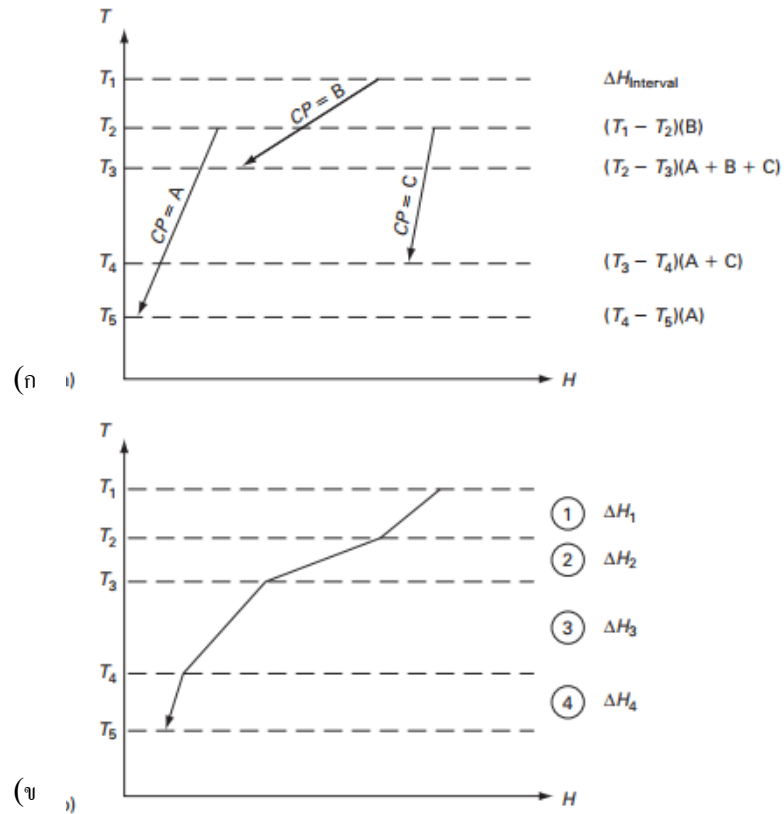 T
T₁ ΔH_Interval
CP = B
T₂ (T₁ − T₂)(B)
T₃ (T₂ − T₃)(A + B + C)
CP = A
CP = C
T₄ (T₃ − T₄)(A + C)
T₅ (T₄ − T₅)(A)
(ก ı)
H
T
T₁
1 ΔH₁
T₂
2 ΔH₂
T₃
3 ΔH₃
T₄
4 ΔH₄
T₅
(ข ɔ)
H